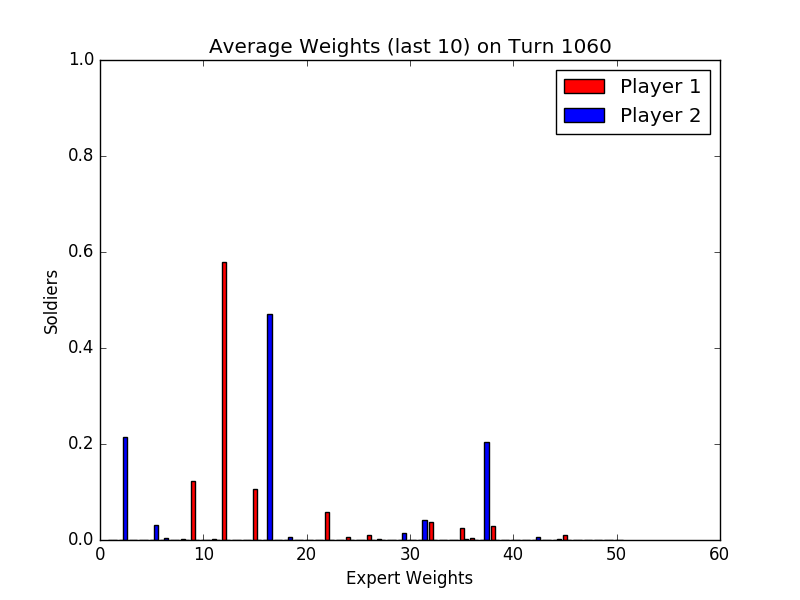 Average Weights (last 10) on Turn 1060
1.0
0.8
0.6
0.4
0.2
0.0
Soldiers
Player 1
Player 2
0 10 20 30 40 50 60
Expert Weights